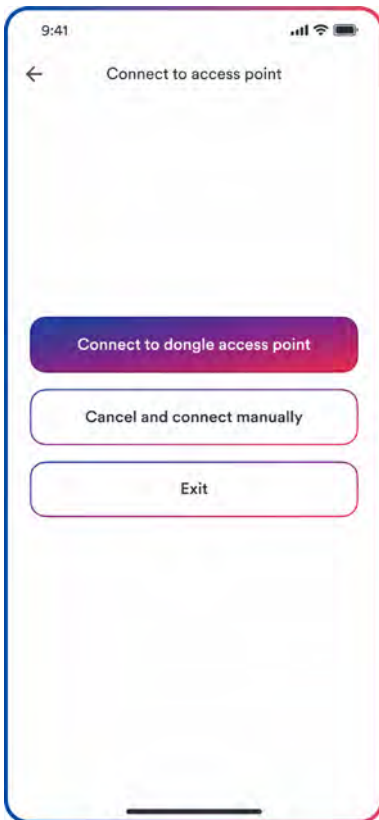 9:41
Connect to access point
Connect to dongle access point
Cancel and connect manually
Exit